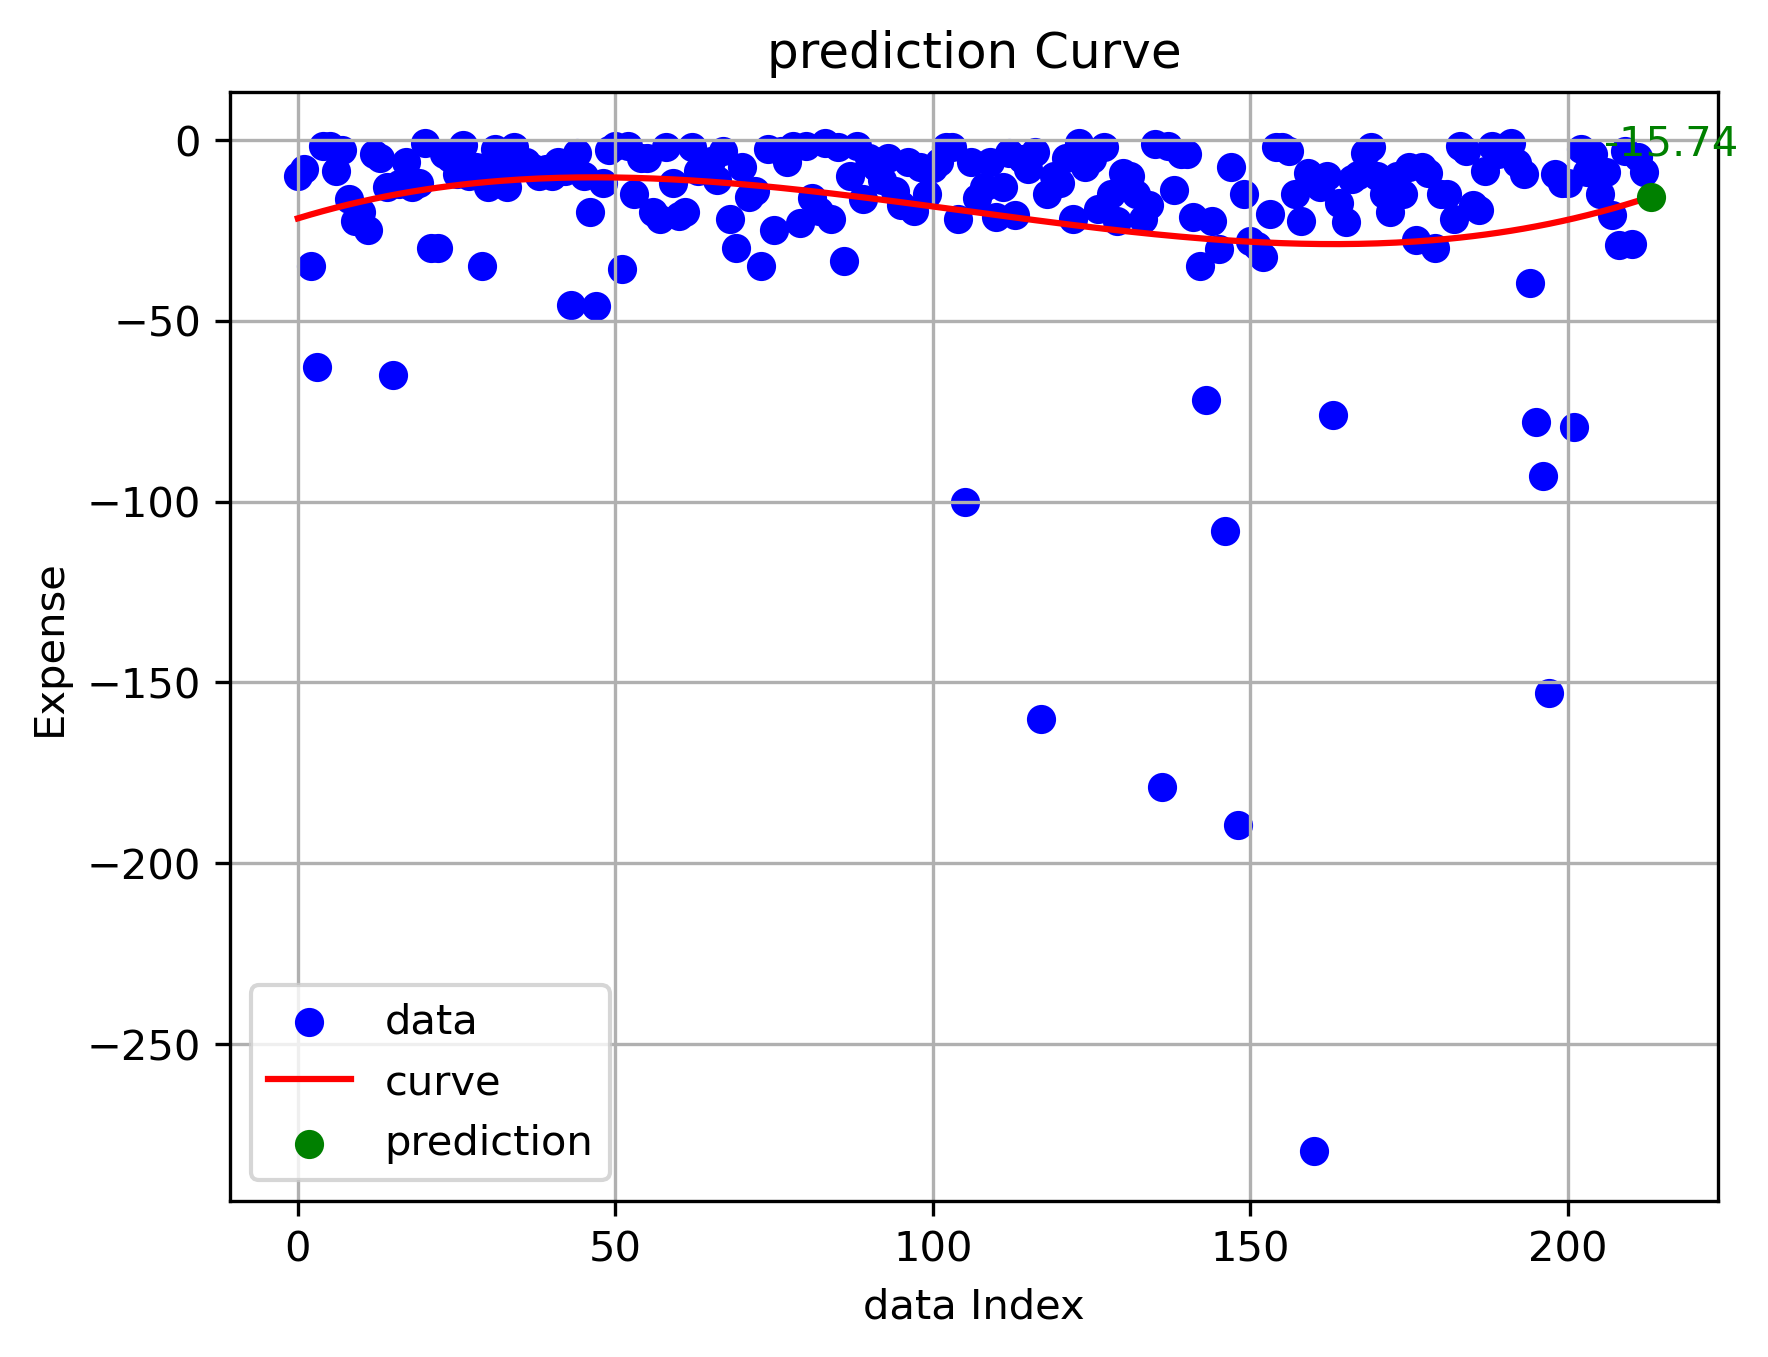 prediction Curve
0
-15.74
−50
−100
−150
−200
−250
Expense
data
curve
prediction
0 50 100 150 200
data Index